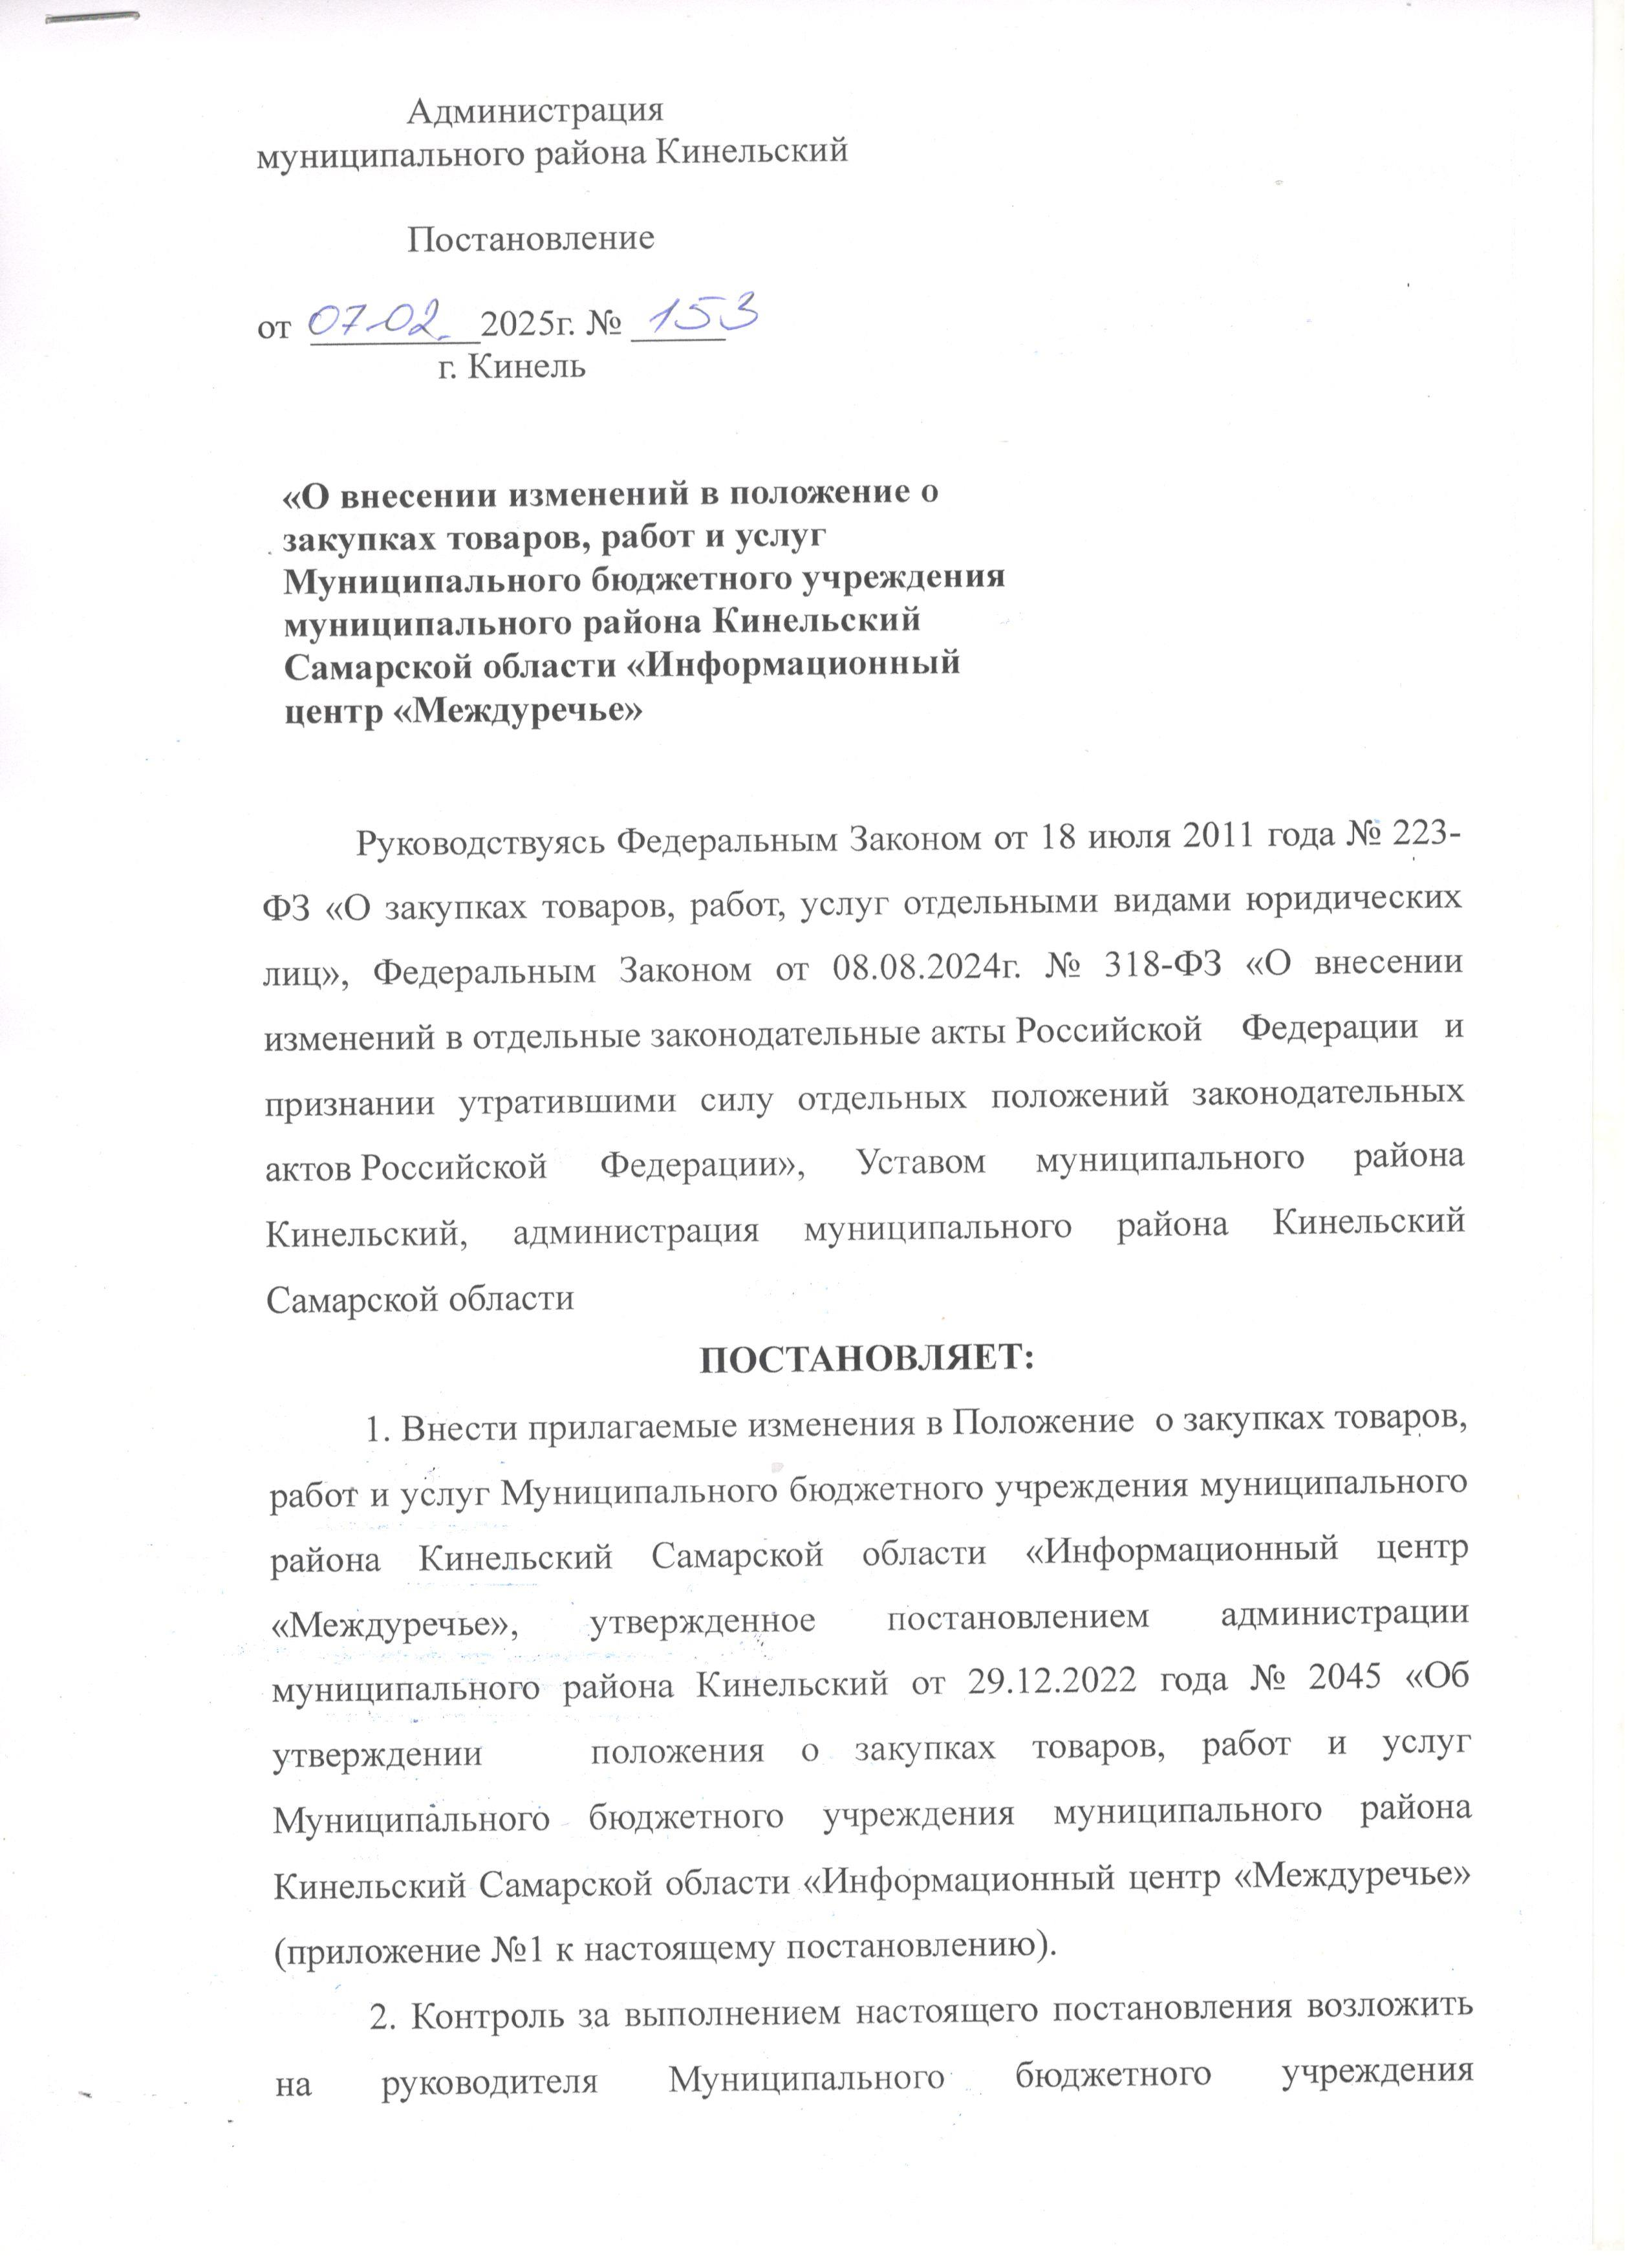 Администрация
муниципального района Кинельский
Постановление
от 07.02. 2025г. № 153
г. Кинель
«О внесении изменений в положение о
закупках товаров, работ и услуг
Муниципального бюджетного учреждения
муниципального района Кинельский
Самарской области «Информационный
центр «Междуречье»
Руководствуясь Федеральным Законом от 18 июля 2011 года № 223-
ФЗ «О закупках товаров, работ, услуг отдельными видами юридических
лиц», Федеральным Законом от 08.08.2024г. № 318-ФЗ «О внесении
изменений в отдельные законодательные акты Российской Федерации и
признании утратившими силу отдельных положений законодательных
актов Российской Федерации», Уставом муниципального района
Кинельский, администрация муниципального района Кинельский
Самарской области
ПОСТАНОВЛЯЕТ:
1. Внести прилагаемые изменения в Положение о закупках товаров,
работ и услуг Муниципального бюджетного учреждения муниципального
района Кинельский Самарской области «Информационный центр
«Междуречье», утвержденное постановлением администрации
муниципального района Кинельский от 29.12.2022 года № 2045 «Об
утверждении положения о закупках товаров, работ и услуг
Муниципального бюджетного учреждения муниципального района
Кинельский Самарской области «Информационный центр «Междуречье»
(приложение №1 к настоящему постановлению).
2. Контроль за выполнением настоящего постановления возложить
на руководителя Муниципального бюджетного учреждения